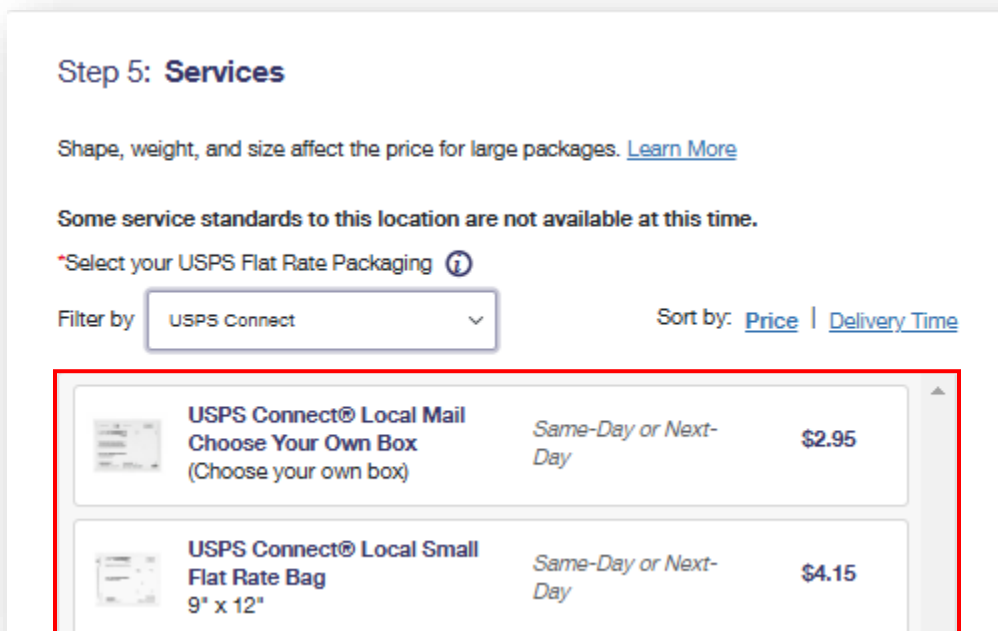 Step 5: Services
Shape, weight, and size affect the price for large packages. Learn More
Some service standards to this location are not available at this time.
*Select your USPS Flat Rate Packaging
Filter by USPS Connect Sort by: Price | Delivery Time
USPS Connect® Local Mail
Choose Your Own Box
(Choose your own box)
Same-Day or Next-
Day
$2.95
USPS Connect® Local Small
Flat Rate Bag
9" x 12"
Same-Day or Next-
Day
$4.15